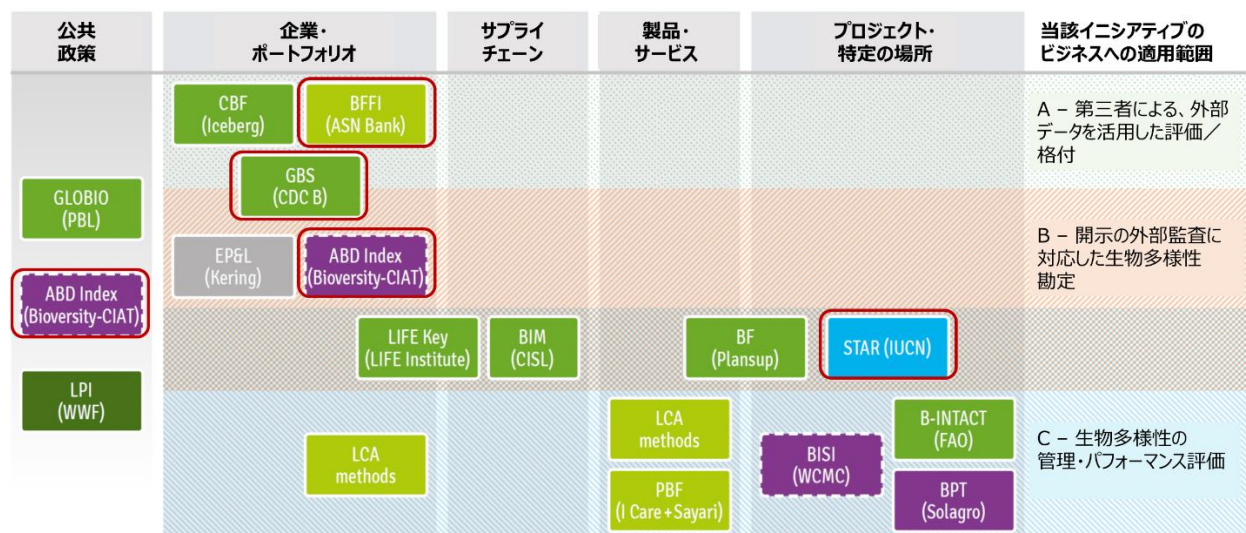 公共
政策
企業・
ポートフォリオ
サプライ
チェーン
製品・
サービス
プロジェクト・
特定の場所
当該イニシアティブの
ビジネスへの適用範囲
CBF
(Iceberg)
BFFI
(ASN Bank)
A – 第三者による、外部
データを活用した評価／
格付
GBS
(CDC B)
GLOBIO
(PBL)
EP&L
(Kering)
ABD Index
(Bioversity-CIAT)
B – 開示の外部監査に
対応した生物多様性
勘定
ABD Index
(Bioversity-CIAT)
LIFE Key
(LIFE Institute)
BIM
(CISL)
BF
(Plansup)
STAR (IUCN)
LPI
(WWF)
LCA
methods
LCA
methods
PBF
(I Care + Sayari)
BISI
(WCMC)
B-INTACT
(FAO)
BPT
(Solagro)
C – 生物多様性の
管理・パフォーマンス評価